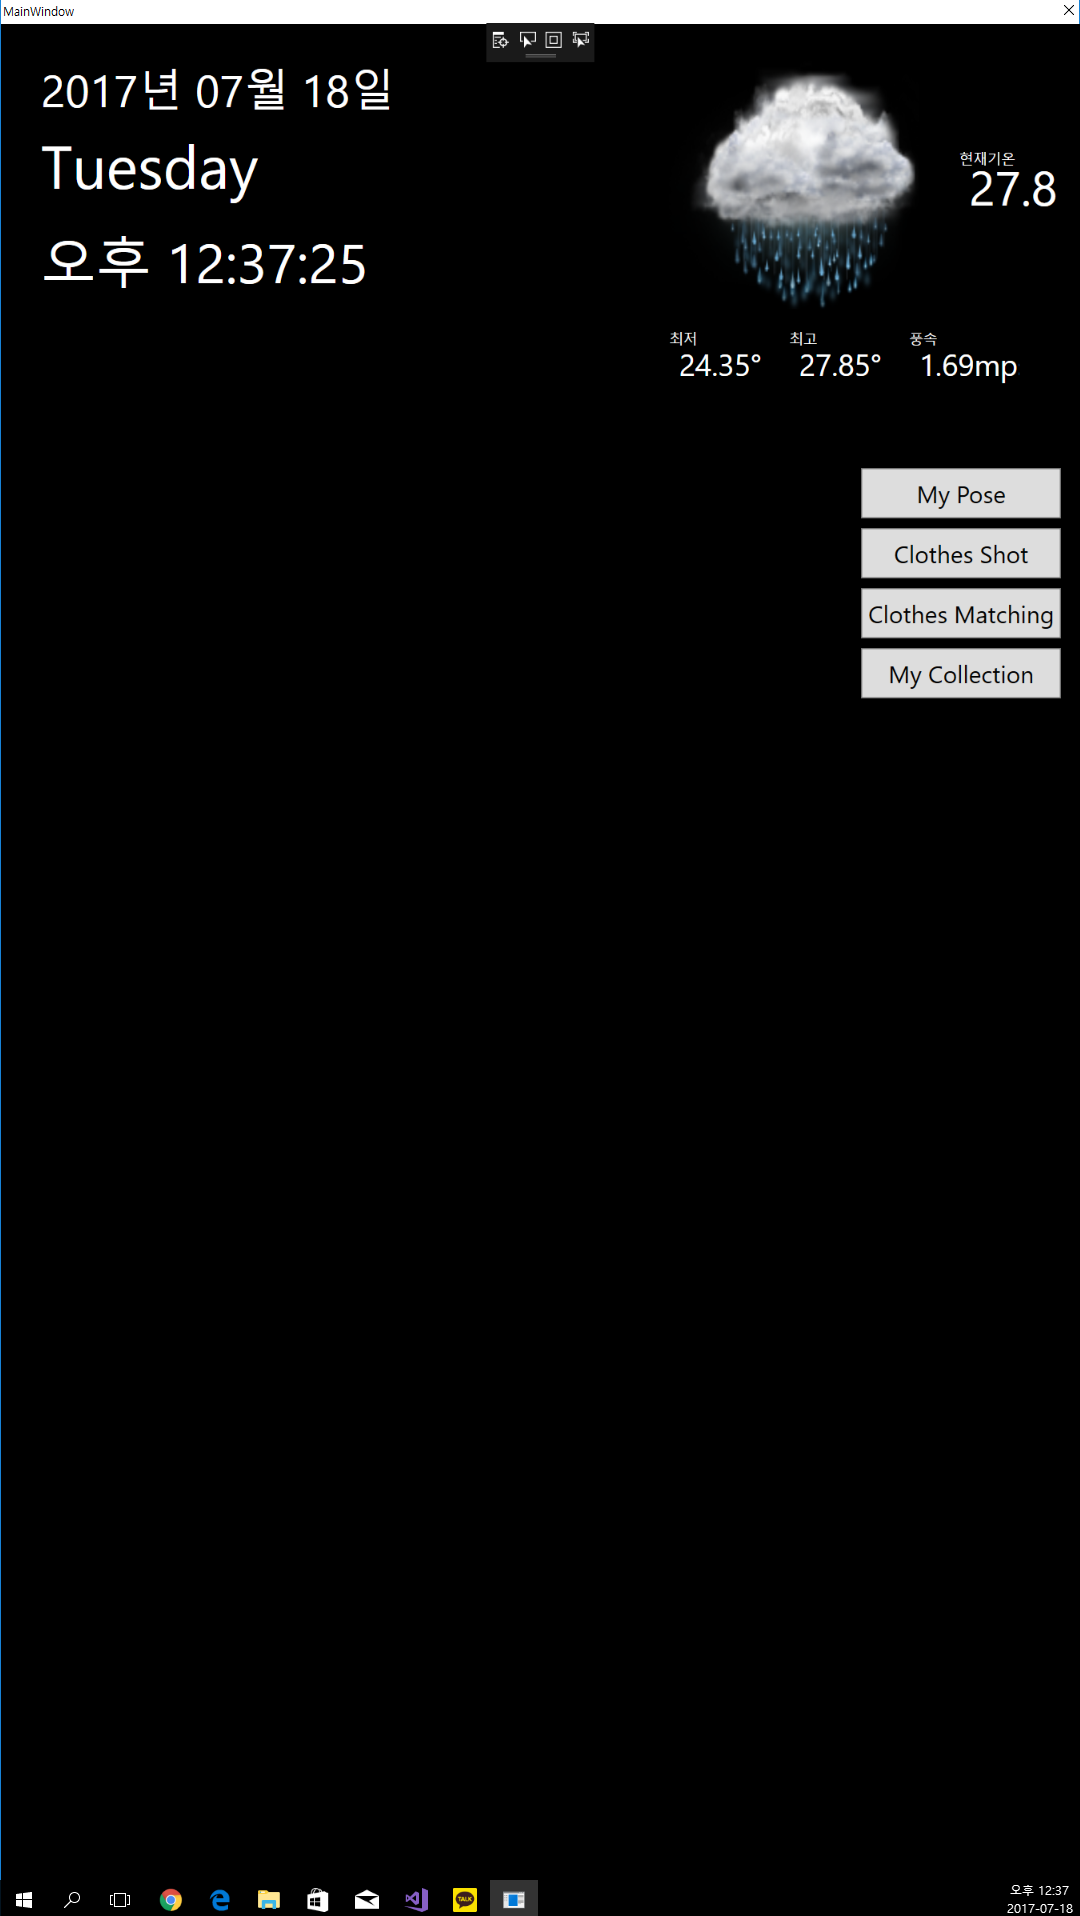 MainWindow
2017년 07월 18일
Tuesday
오후 12:37:25
현재기온
27.8
최저
24.35°
최고
27.85°
풍속
1.69mp
My Pose
Clothes Shot
Clothes Matching
My Collection
TALK
오후 12:37
2017-07-18